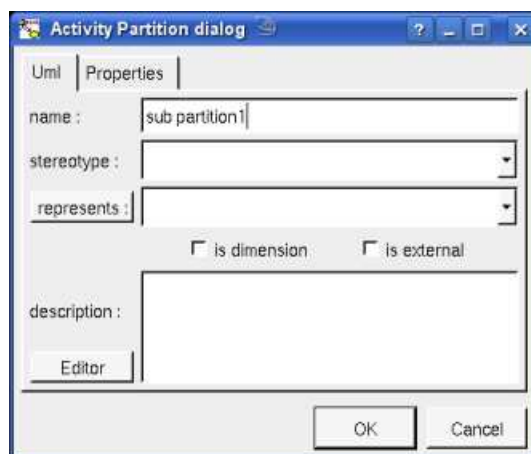 Activity Partition dialog ?
Uml Properties
name : sub partition1
stereotype :
represents :
is dimension is external
description :
Editor
OK Cancel